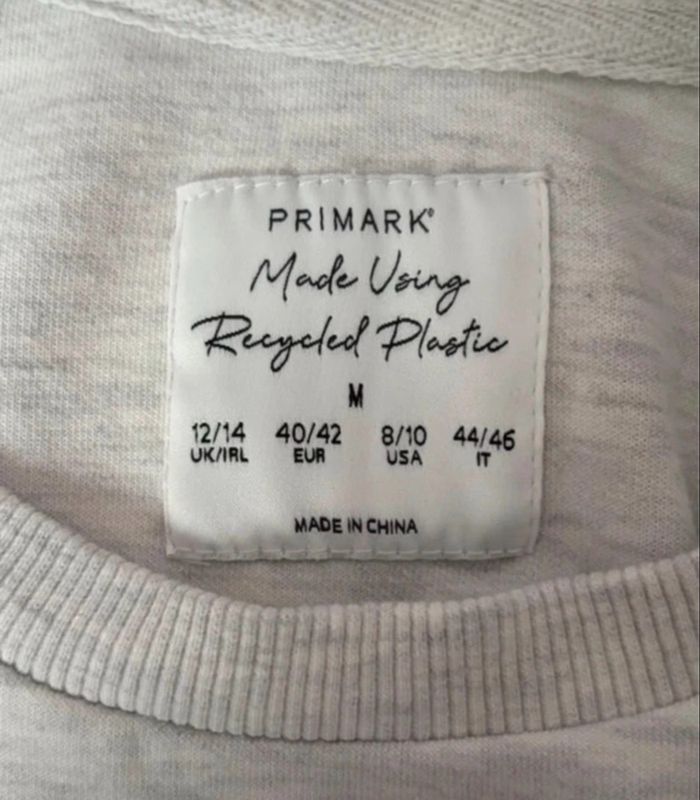 PRIMARK®
Made Using
Recycled Plastic
M
12/14 40/42 8/10 44/46
UK/IRL EUR USA IT
MADE IN CHINA